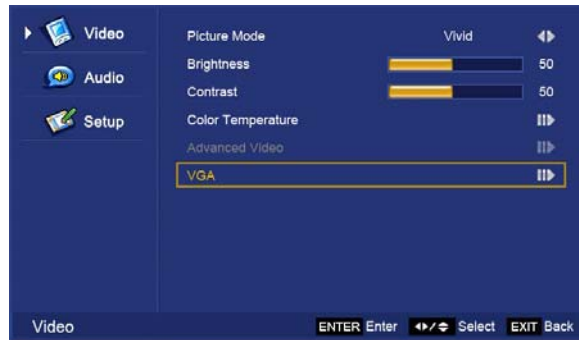 Video
Audio
Setup
Picture Mode Vivid
Brightness 50
Contrast 50
Color Temperature
Advanced Video
VGA
Video ENTER Enter / Select EXIT Back